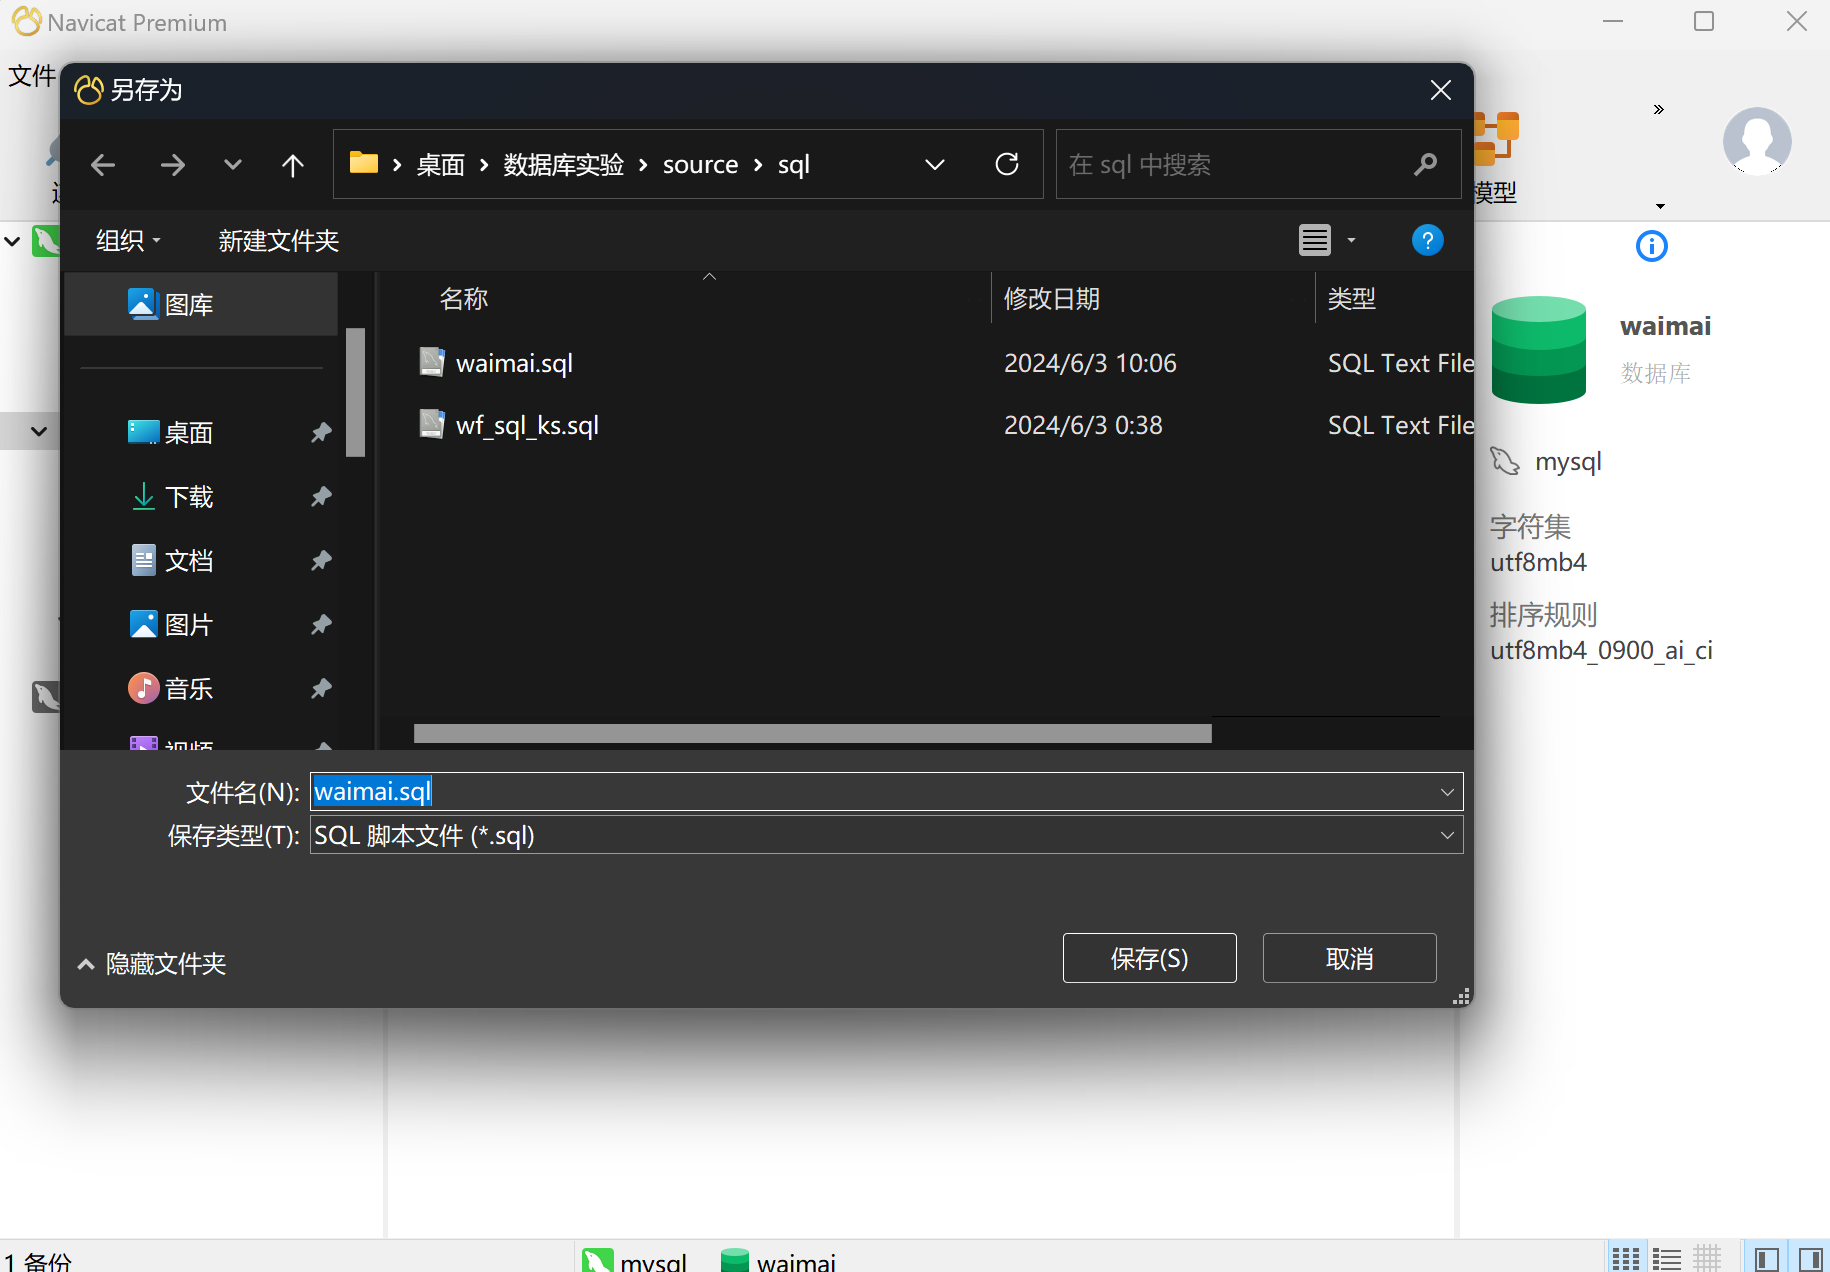 Navicat Premium
文件
另存为
桌面 数据库实验 source sql
在 sql 中搜索
模型
组织
新建文件夹
图库
名称
修改日期
类型
waimai.sql
2024/6/3 10:06
SQL Text File
wf_sql_ks.sql
2024/6/3 0:38
SQL Text File
桌面
下载
文档
图片
音乐
视频
waimai
数据库
mysql
字符集
utf8mb4
排序规则
utf8mb4_0900_ai_ci
文件名(N):
waimai.sql
保存类型(T):
SQL 脚本文件 (*.sql)
隐藏文件夹
保存(S)
取消
1 备份
mysql
waimai